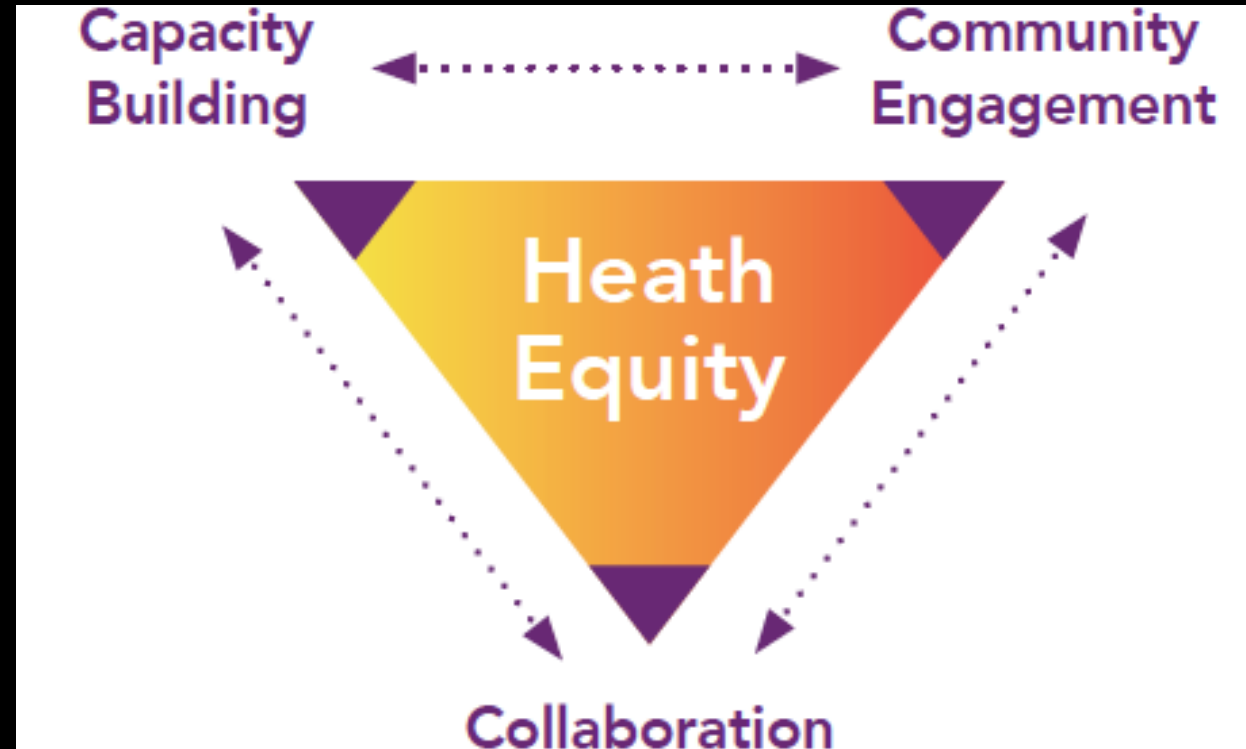 Capacity
Building
Community
Engagement
Heath
Equity
Collaboration